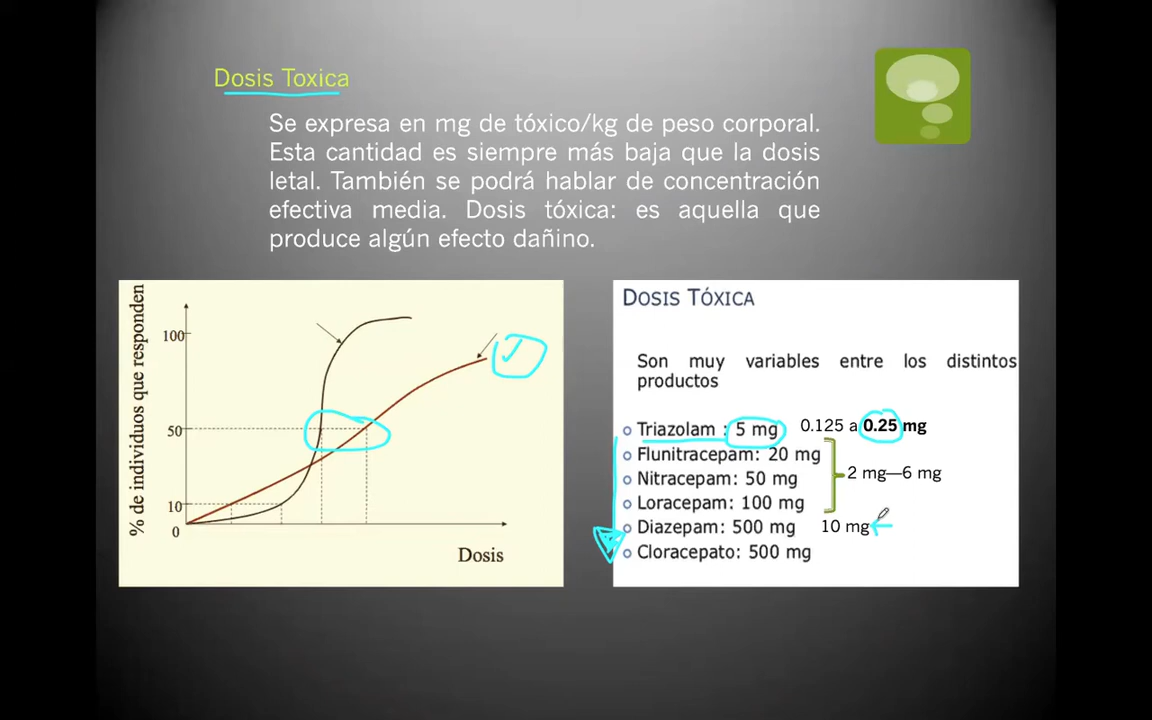 Dosis Toxica
Se expresa en mg de tóxico/kg de peso corporal.
Esta cantidad es siempre más baja que la dosis
letal. También se podrá hablar de concentración
efectiva media. Dosis tóxica: es aquella que
produce algún efecto dañino.
% de individuos que responden
100
50
10
0
Dosis
DOSIS TÓXICA
Son muy variables entre los distintos
productos
Triazolam : 5 mg 0.125 a 0.25 mg
Flunitracepam: 20 mg
Nitracepam: 50 mg 2 mg—6 mg
Loracepam: 100 mg
Diazepam: 500 mg 10 mg
Cloracepato: 500 mg